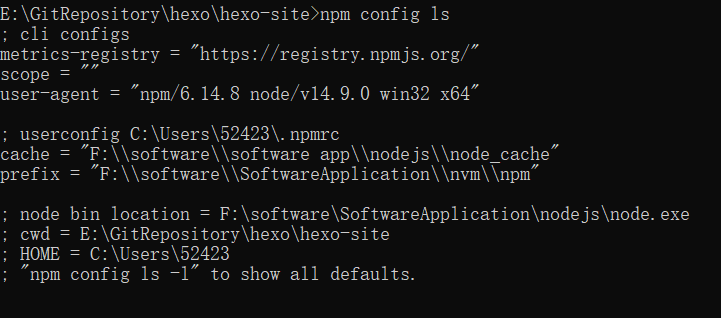 E:\GitRepository\hexo\hexo-site>npm config ls
; cli configs
metrics-registry = "https://registry.npmjs.org/"
scope = ""
user-agent = "npm/6.14.8 node/v14.9.0 win32 x64"
; userconfig C:\Users\52423\.npmrc
cache = "F:\\software\\software app\\nodejs\\node_cache"
prefix = "F:\\software\\SoftwareApplication\\nvm\\npm"
; node bin location = F:\software\SoftwareApplication\nodejs\node.exe
; cwd = E:\GitRepository\hexo\hexo-site
; HOME = C:\Users\52423
; "npm config ls -l" to show all defaults.